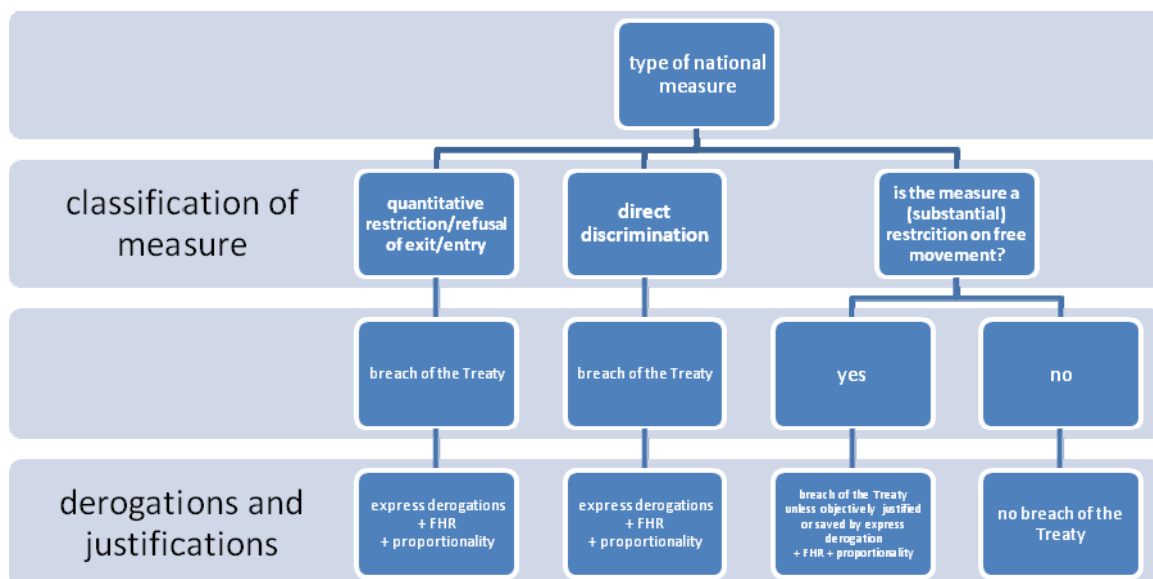 type of national
measure
classification of
measure
quantitative
restriction/refusal
of exit/entry
direct
discrimination
is the measure a
(substantial)
restrcition on free
movement?
breach of the Treaty
breach of the Treaty
yes
no
derogations and
justifications
express derogations
+ FHR
+ proportionality
express derogations
+ FHR
+ proportionality
breach of the Treaty
unless objectively justified
or saved by express
derogation
+ FHR + proportionality
no breach of the
Treaty